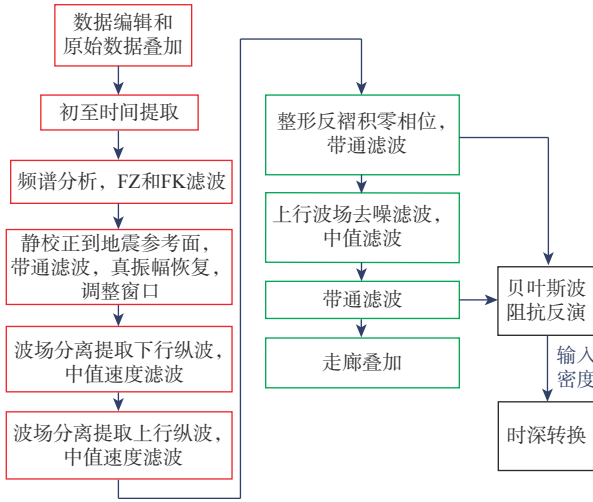 数据编辑和
原始数据叠加
初至时间提取
频谱分析，FZ和FK滤波
静校正到地震参考面，
带通滤波，真振幅恢复，
调整窗口
波场分离提取下行纵波，
中值速度滤波
波场分离提取上行纵波，
中值速度滤波
整形反褶积零相位，
带通滤波
上行波场去噪滤波，
中值滤波
带通滤波
走廊叠加
贝叶斯波
阻抗反演
输入
密度
时深转换